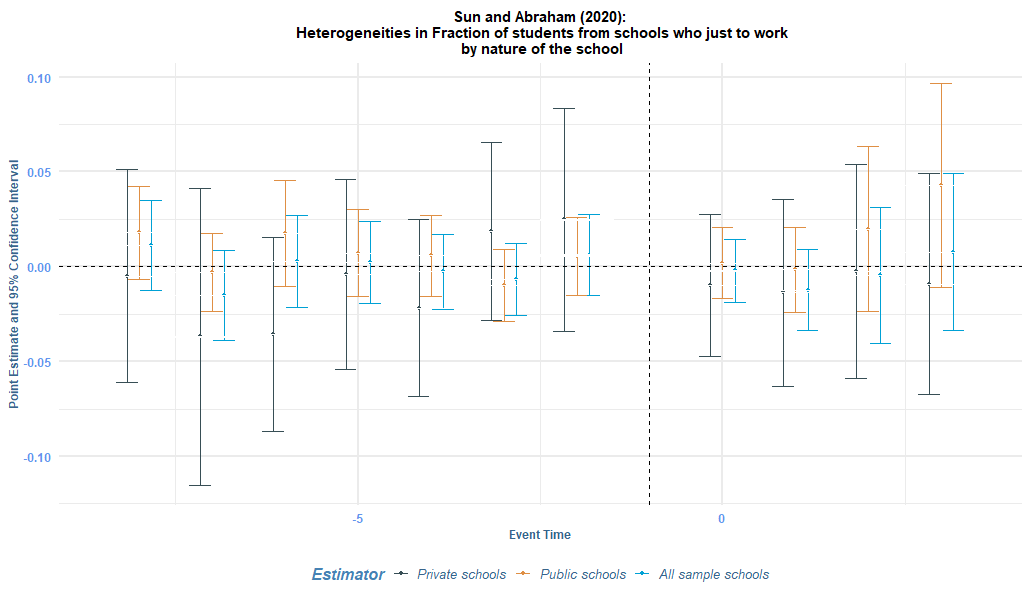 Sun and Abraham (2020):
Heterogeneities in Fraction of students from schools who just to work
by nature of the school
Point Estimate and 95% Confidence Interval
0.10
0.05
0.00
-0.05
-0.10
-5
0
Event Time
Estimator
Private schools
Public schools
All sample schools